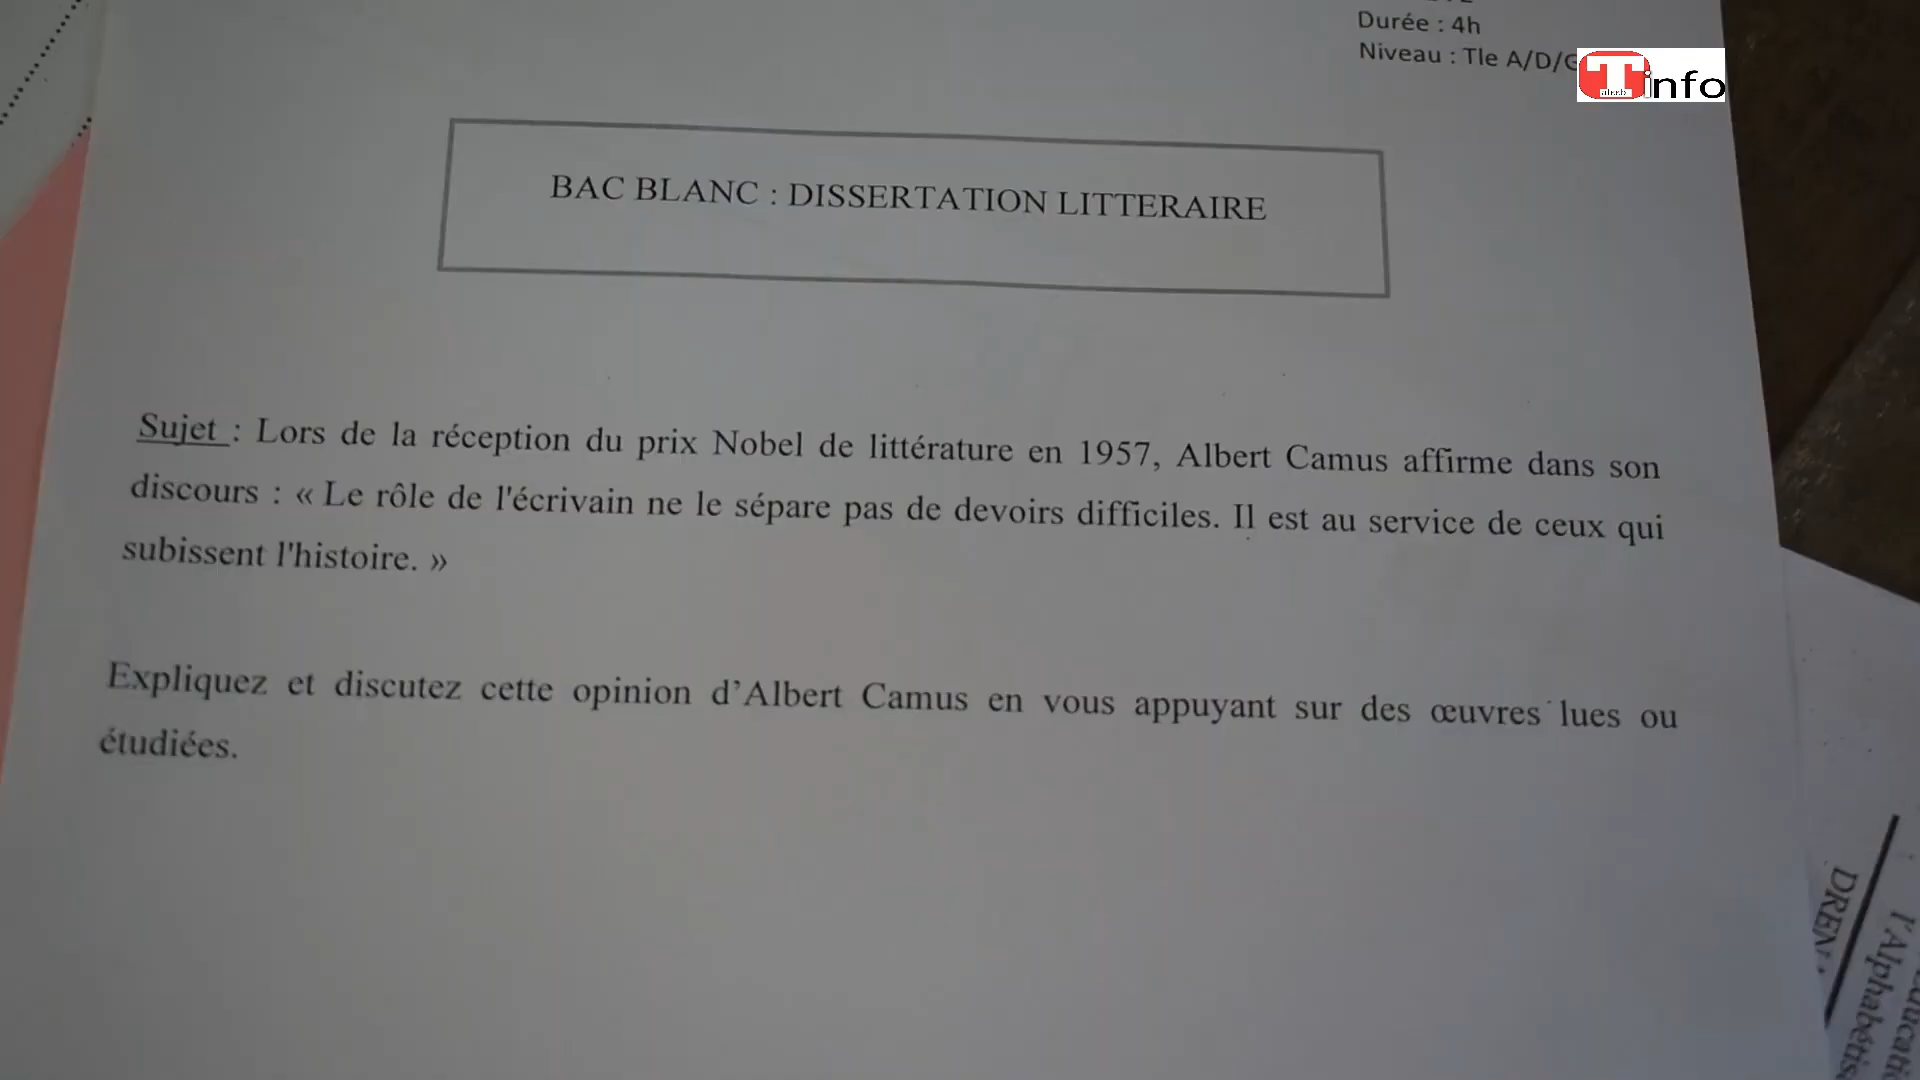 Durée : 4h
Niveau : Tle A/D/
Tinfo
BAC BLANC : DISSERTATION LITTERAIRE
Sujet : Lors de la réception du prix Nobel de littérature en 1957, Albert Camus affirme dans son
discours : « Le rôle de l'écrivain ne le sépare pas de devoirs difficiles. Il est au service de ceux qui
subissent l'histoire. »
Expliquez et discutez cette opinion d’Albert Camus en vous appuyant sur des œuvres lues ou
étudiées.
DREN
l'Alphabétis